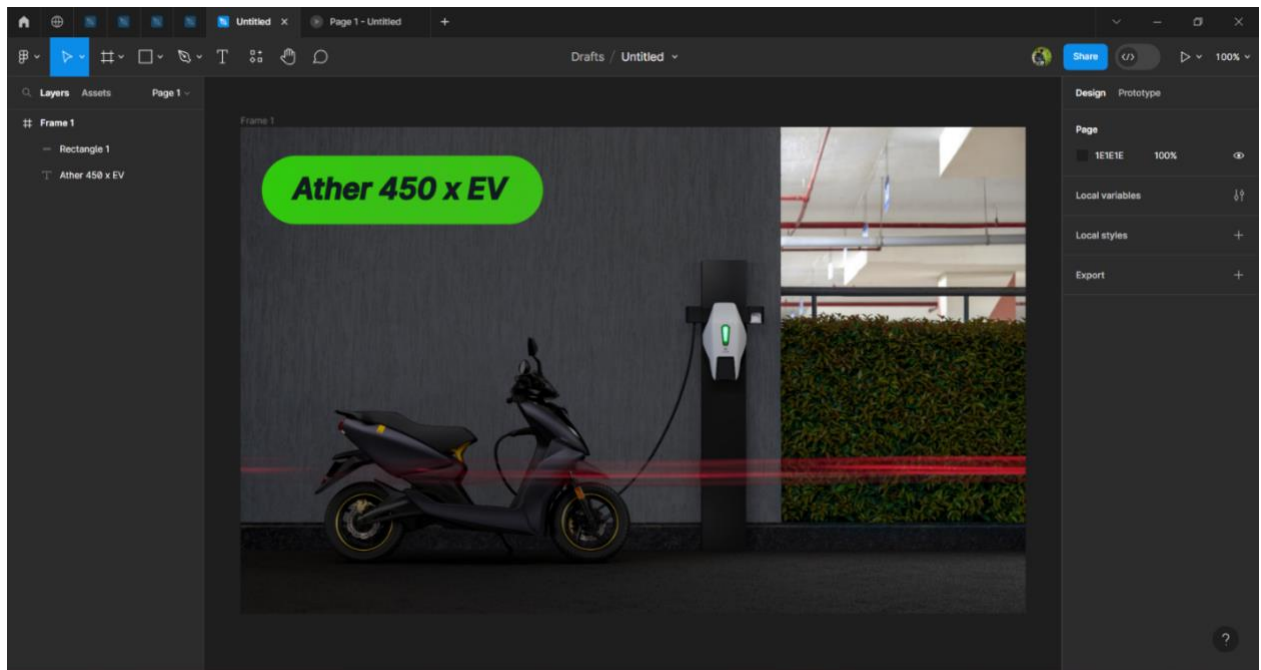 Untitled
Page 1 - Untitled
Drafts / Untitled
Share
100%
Layers Assets Page 1
Design Prototype
Frame 1
Rectangle 1
Ather 450 x EV
Frame 1
Ather 450 x EV
Page
1E1E1E 100%
Local variables
Local styles
Export
?